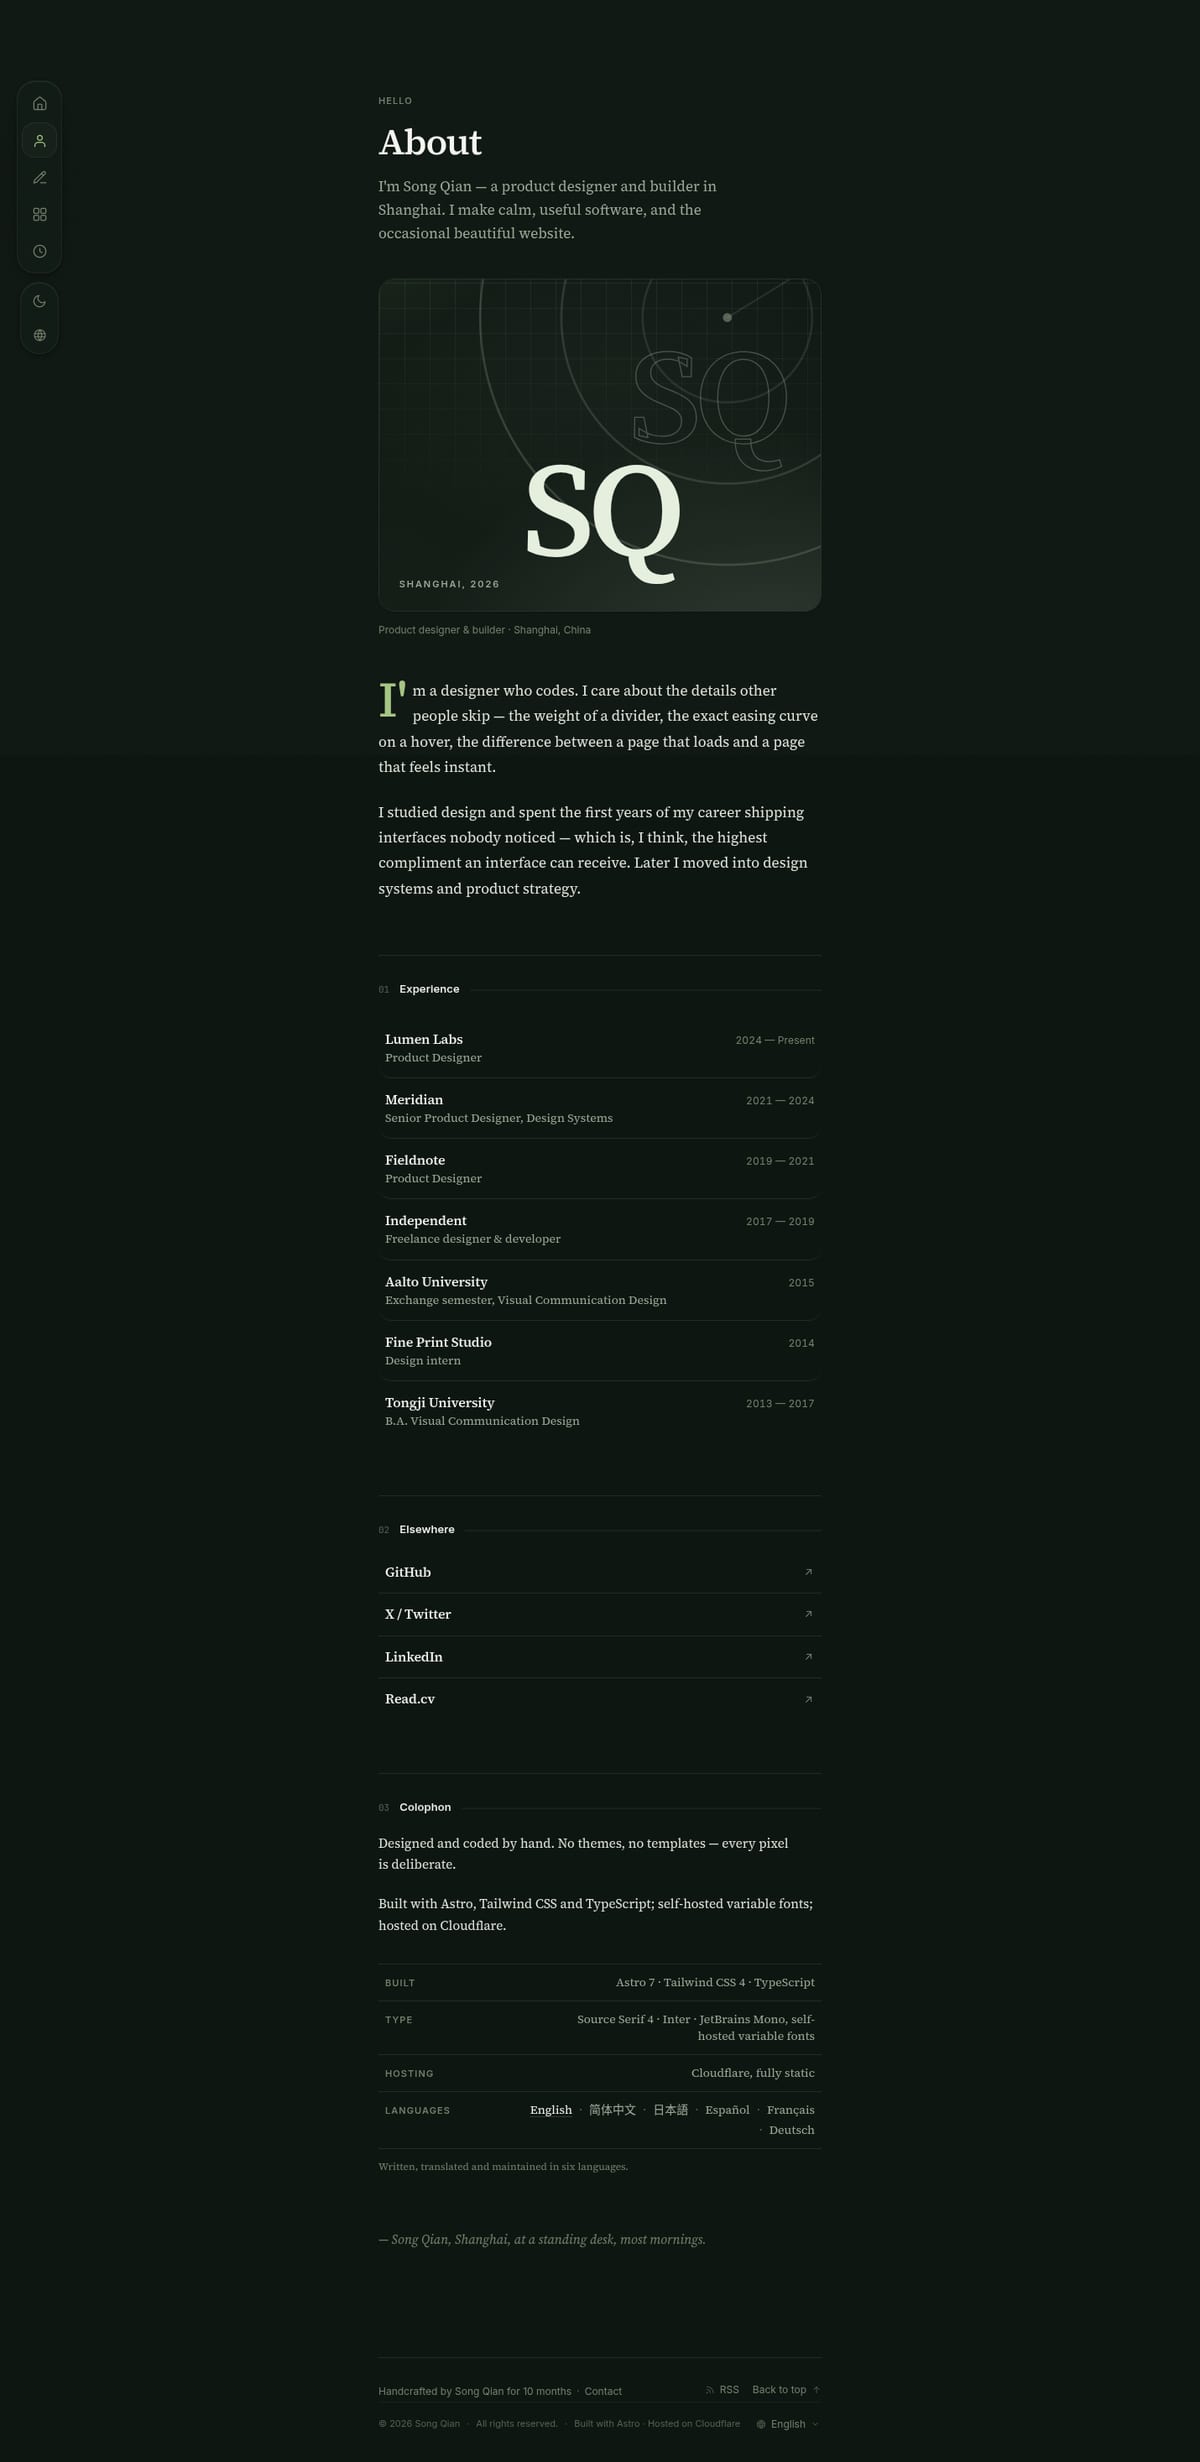 HELLO
About
I'm Song Qian — a product designer and builder in
Shanghai. I make calm, useful software, and the
occasional beautiful website.
SQ
SQ
SHANGHAI, 2026
Product designer & builder · Shanghai, China
I'm a designer who codes. I care about the details other
people skip — the weight of a divider, the exact easing curve
on a hover, the difference between a page that loads and a page
that feels instant.
I studied design and spent the first years of my career shipping
interfaces nobody noticed — which is, I think, the highest
compliment an interface can receive. Later I moved into design
systems and product strategy.
01 Experience
Lumen Labs 2024 — Present
Product Designer
Meridian 2021 — 2024
Senior Product Designer, Design Systems
Fieldnote 2019 — 2021
Product Designer
Independent 2017 — 2019
Freelance designer & developer
Aalto University 2015
Exchange semester, Visual Communication Design
Fine Print Studio 2014
Design intern
Tongji University 2013 — 2017
B.A. Visual Communication Design
02 Elsewhere
GitHub ↗
X / Twitter ↗
LinkedIn ↗
Read.cv ↗
03 Colophon
Designed and coded by hand. No themes, no templates — every pixel
is deliberate.
Built with Astro, Tailwind CSS and TypeScript; self-hosted variable fonts;
hosted on Cloudflare.
BUILT Astro 7 · Tailwind CSS 4 · TypeScript
TYPE Source Serif 4 · Inter · JetBrains Mono, self-
hosted variable fonts
HOSTING Cloudflare, fully static
LANGUAGES English · 简体中文 · 日本語 · Español · Français
· Deutsch
Written, translated and maintained in six languages.
— Song Qian, Shanghai, at a standing desk, most mornings.
Handcrafted by Song Qian for 10 months · Contact RSS Back to top ↑
© 2026 Song Qian · All rights reserved. · Built with Astro · Hosted on Cloudflare English